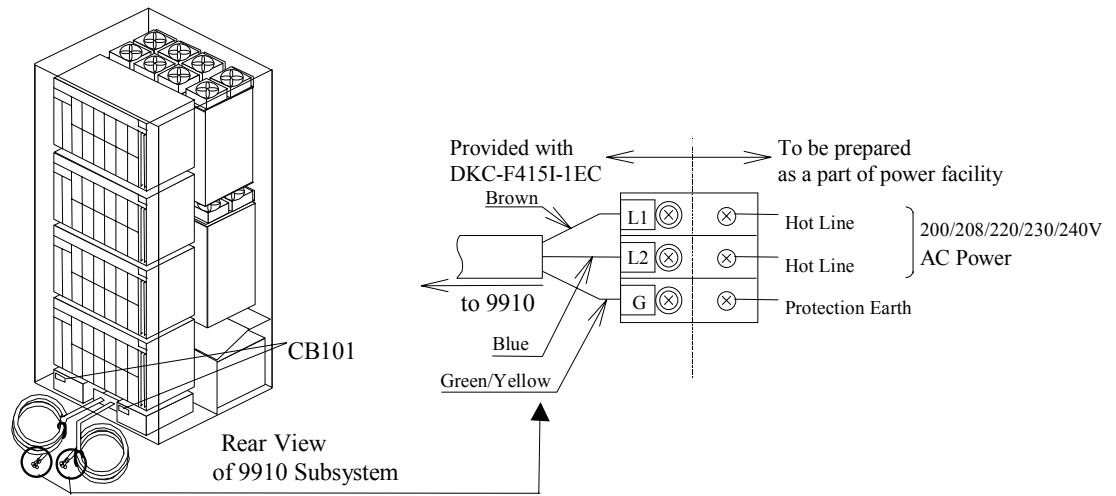 Provided with
DKC-F415I-1EC
To be prepared
as a part of power facility
Brown
L1
Hot Line
200/208/220/230/240V
AC Power
L2
Hot Line
to 9910
G
Protection Earth
Blue
Green/Yellow
CB101
Rear View
of 9910 Subsystem